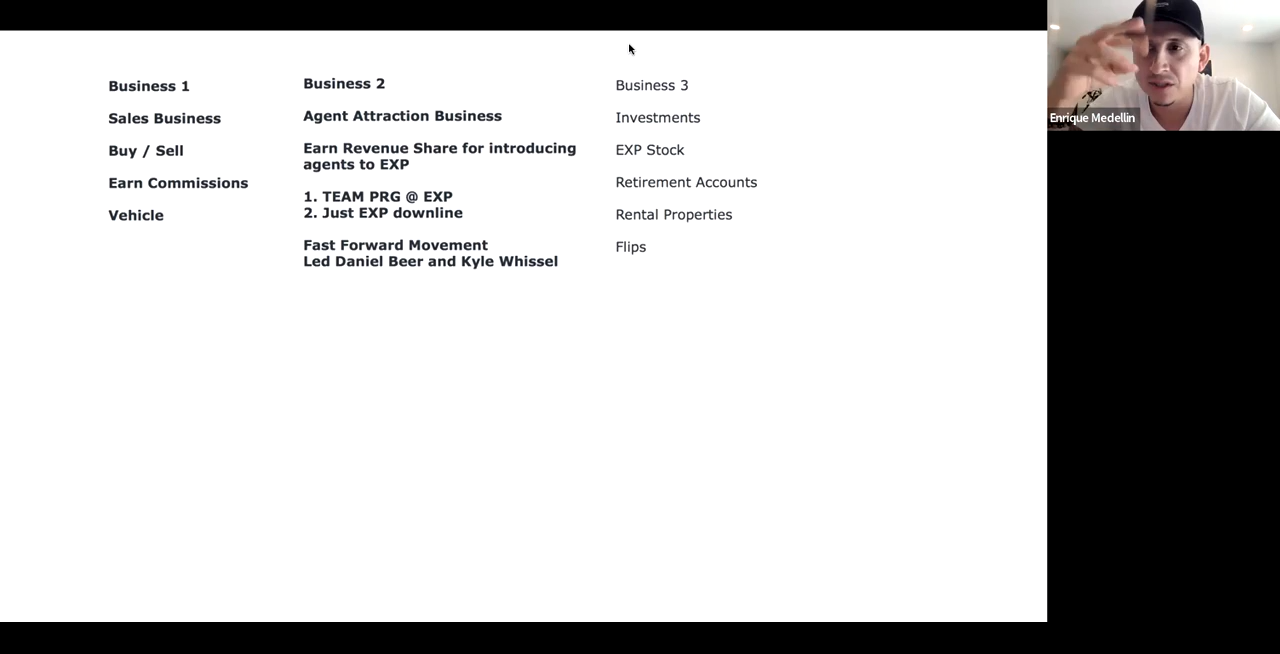 Business 1
Sales Business
Buy / Sell
Earn Commissions
Vehicle
Business 2
Agent Attraction Business
Earn Revenue Share for introducing
agents to EXP
1. TEAM PRG @ EXP
2. Just EXP downline
Fast Forward Movement
Led Daniel Beer and Kyle Whissel
Business 3
Investments
EXP Stock
Retirement Accounts
Rental Properties
Flips
Enrique Medellin